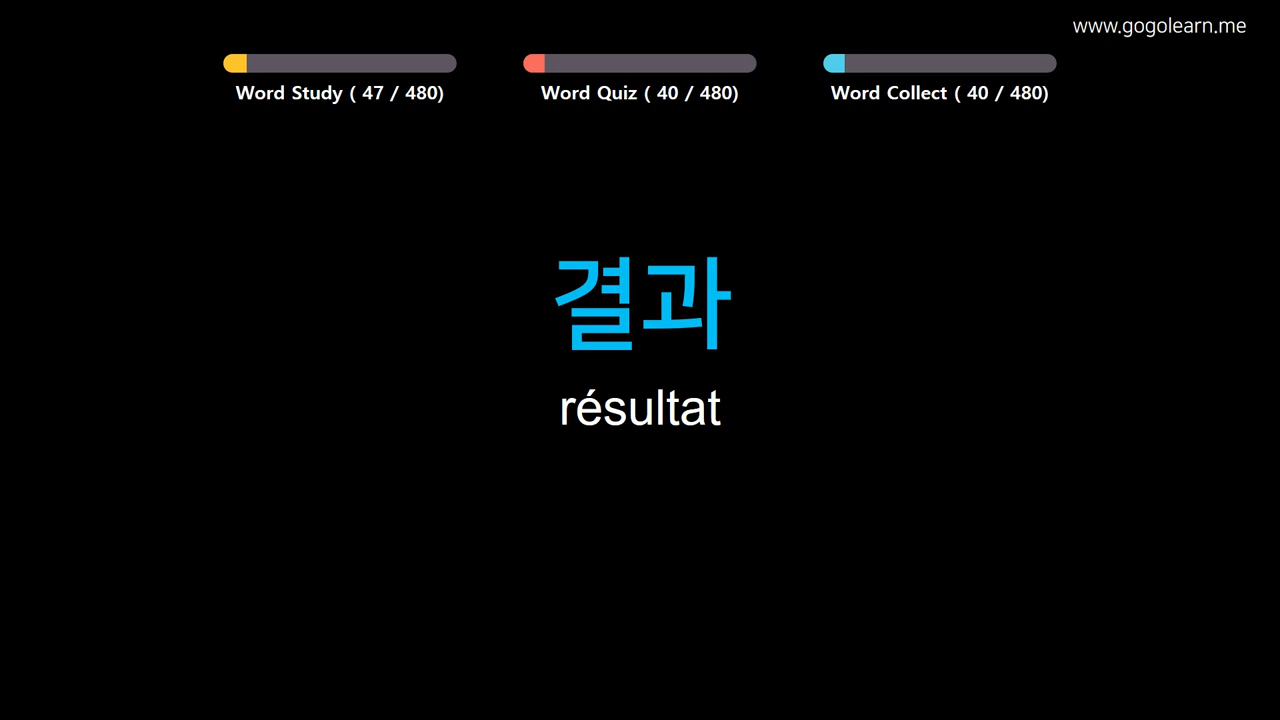 www.gogolearn.me
Word Study ( 47 / 480)
Word Quiz ( 40 / 480)
Word Collect ( 40 / 480)
결과
résultat